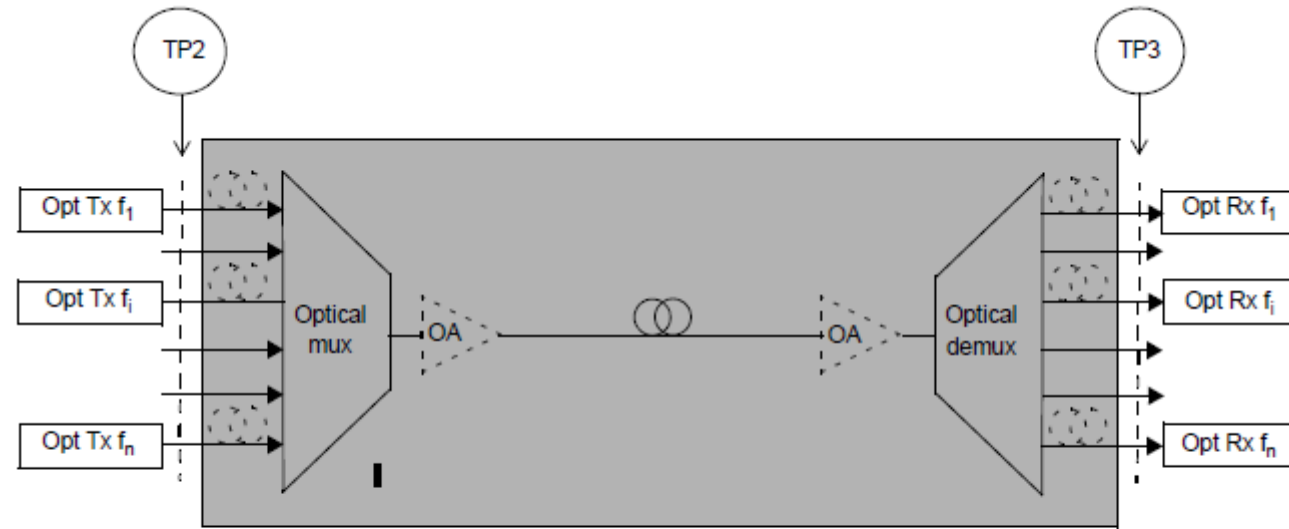 TP2
TP3
Opt Tx f1
Opt Rx f1
Opt Tx fi
Opt Rx fi
Optical
mux
OA
OA
Optical
demux
Opt Tx fn
Opt Rx fn